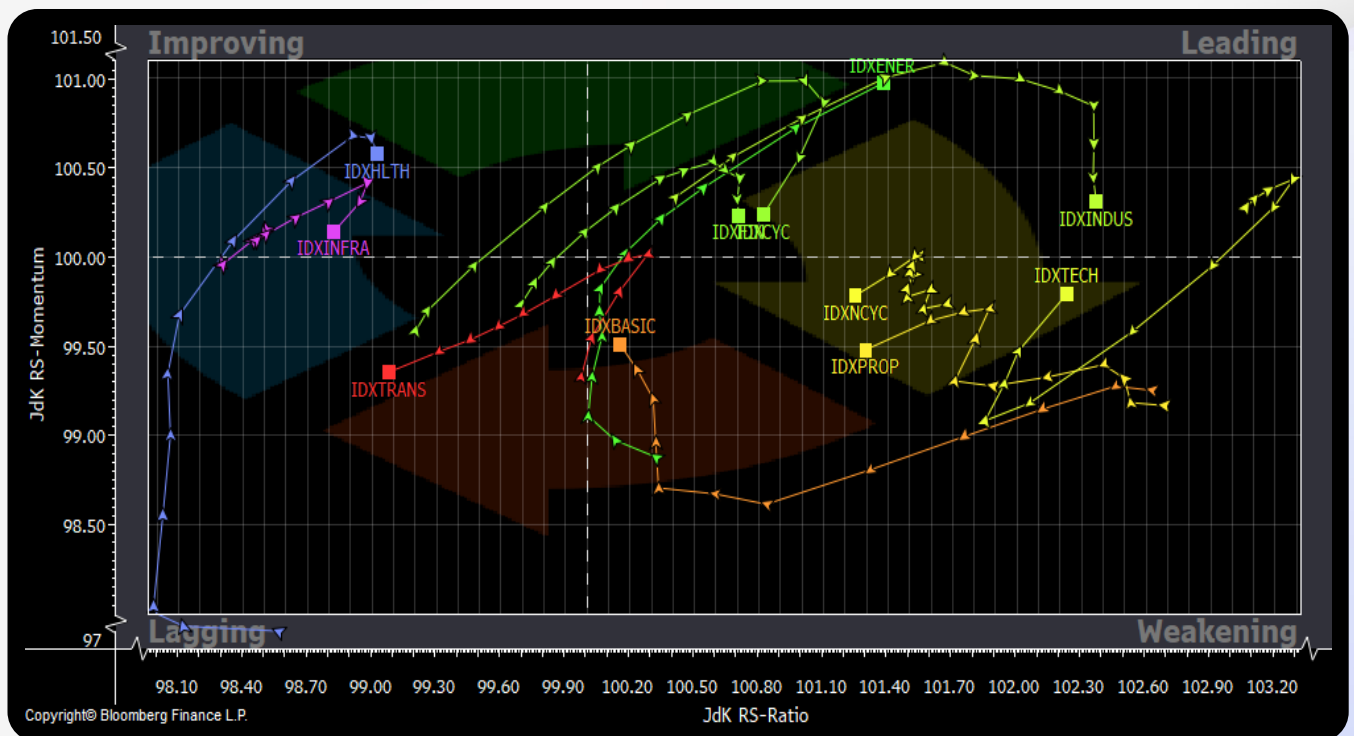 Improving
Leading
101.50
101.00
100.50
100.00
99.50
99.00
98.50
97
JdK RS-Momentum
IDXENER
IDXHLTH
IDXINFRA
IDXCYC
IDXINDUS
IDXTECH
IDXNCYC
IDXBASIC
IDXPROP
IDXTRANS
Lagging
Weakening
98.10 98.40 98.70 99.00 99.30 99.60 99.90 100.20 100.50 100.80 101.10 101.40 101.70 102.00 102.30 102.60 102.90 103.20
Copyright© Bloomberg Finance L.P.
JdK RS-Ratio